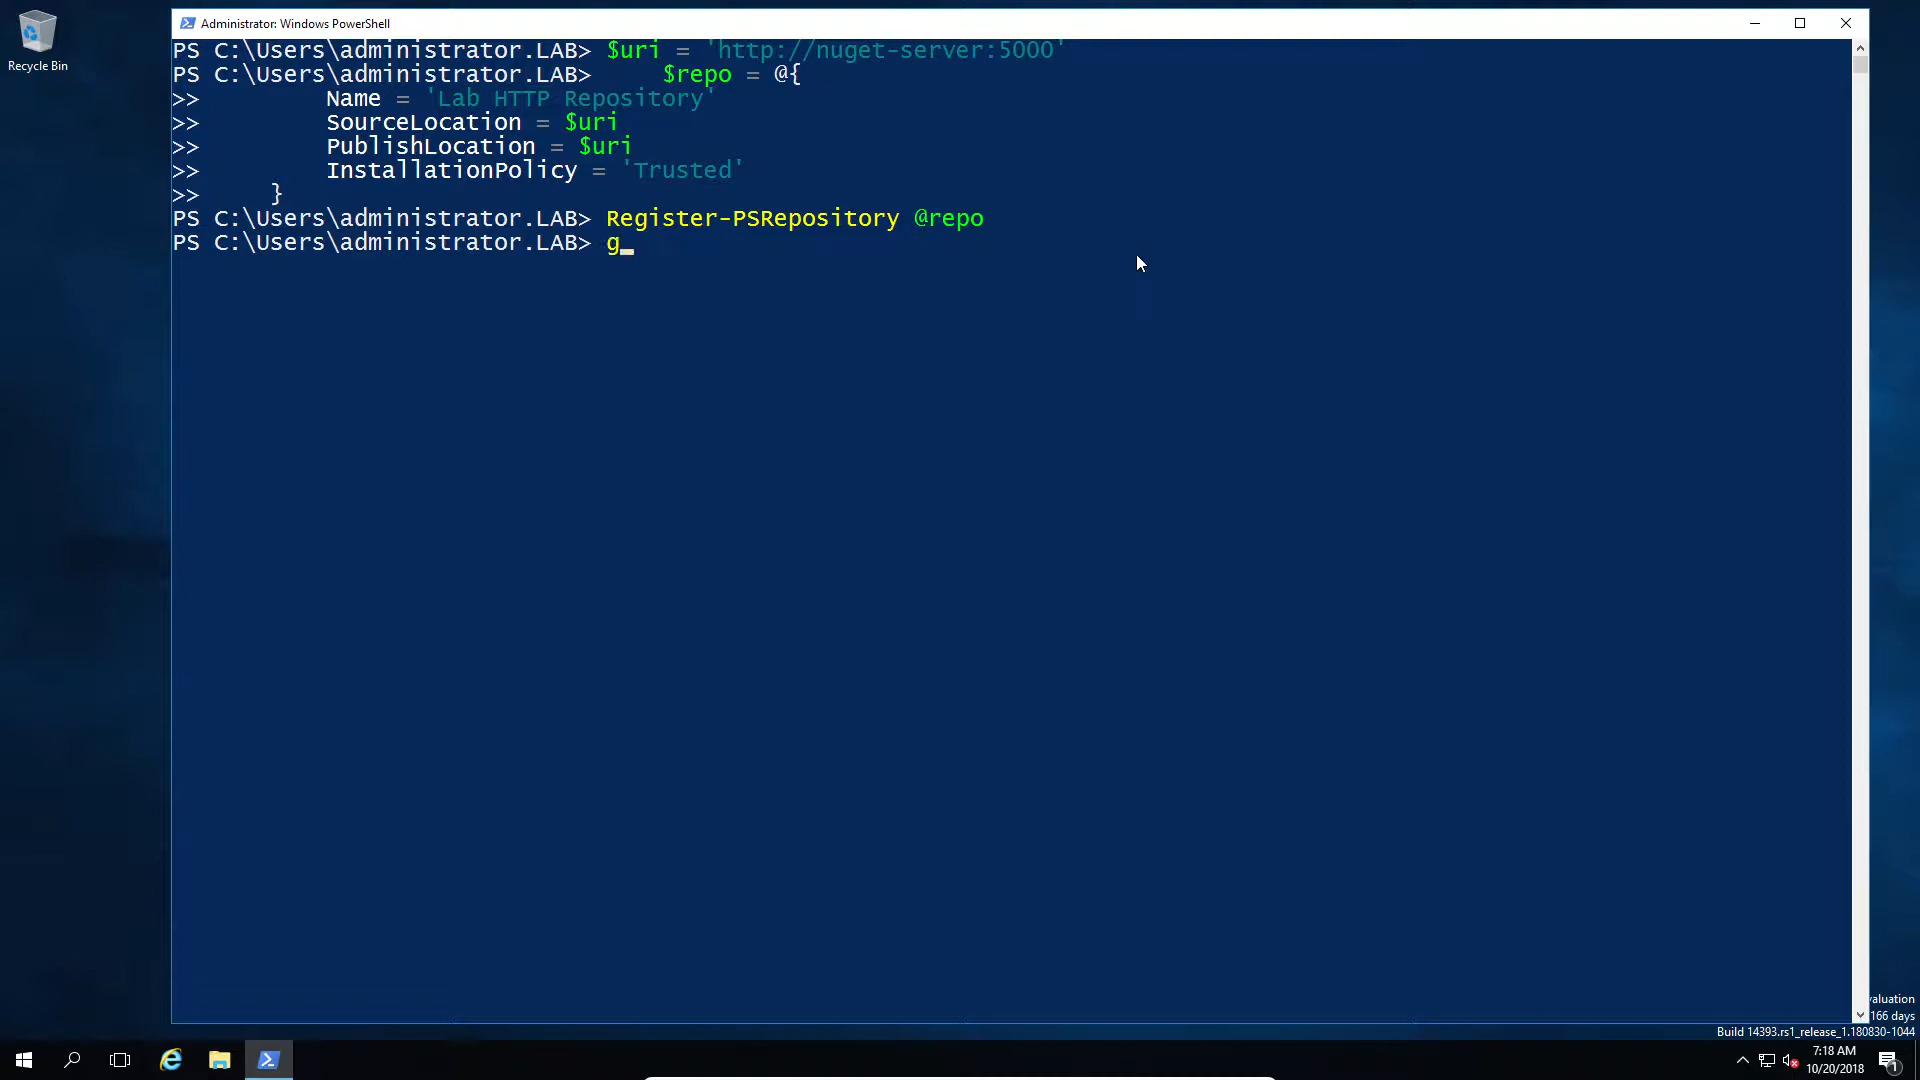 Recycle Bin
Administrator: Windows PowerShell
PS C:\Users\administrator.LAB> $uri = 'http://nuget-server:5000'
PS C:\Users\administrator.LAB>     $repo = @{
>>         Name = 'Lab HTTP Repository'
>>         SourceLocation = $uri
>>         PublishLocation = $uri
>>         InstallationPolicy = 'Trusted'
>>     }
PS C:\Users\administrator.LAB> Register-PSRepository @repo
PS C:\Users\administrator.LAB> g_
valuation
166 days
Build 14393.rs1_release_1.180830-1044
7:18 AM
10/20/2018
1